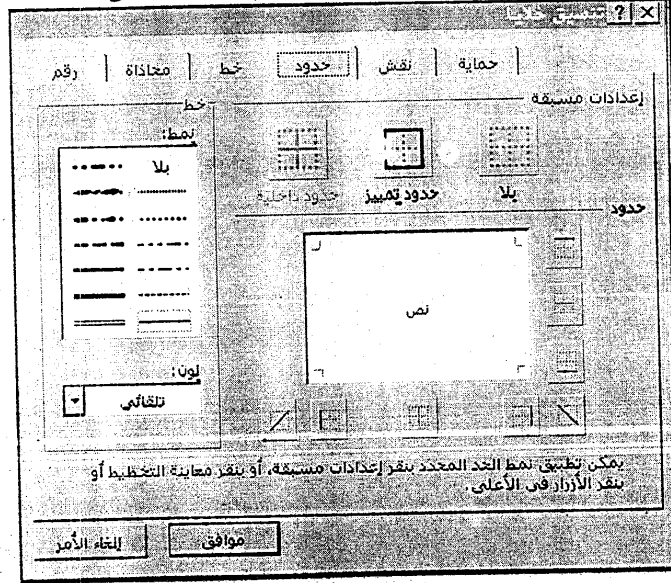 تنسيق خلايا
رقم
محاذاة
خط
حدود
نقش
حماية
إعدادات مسبقة
بلا
حدود تمييز
حدود داخلية
حدود
نص
خط
نمط:
بلا
لون:
تلقائي
يمكن تطبيق نمط الحد المحدد بنقر إعدادات مسبقة، أو بنقر معاينة التخطيط أو
بنقر الأزرار في الأعلى.
موافق
إلغاء الأمر